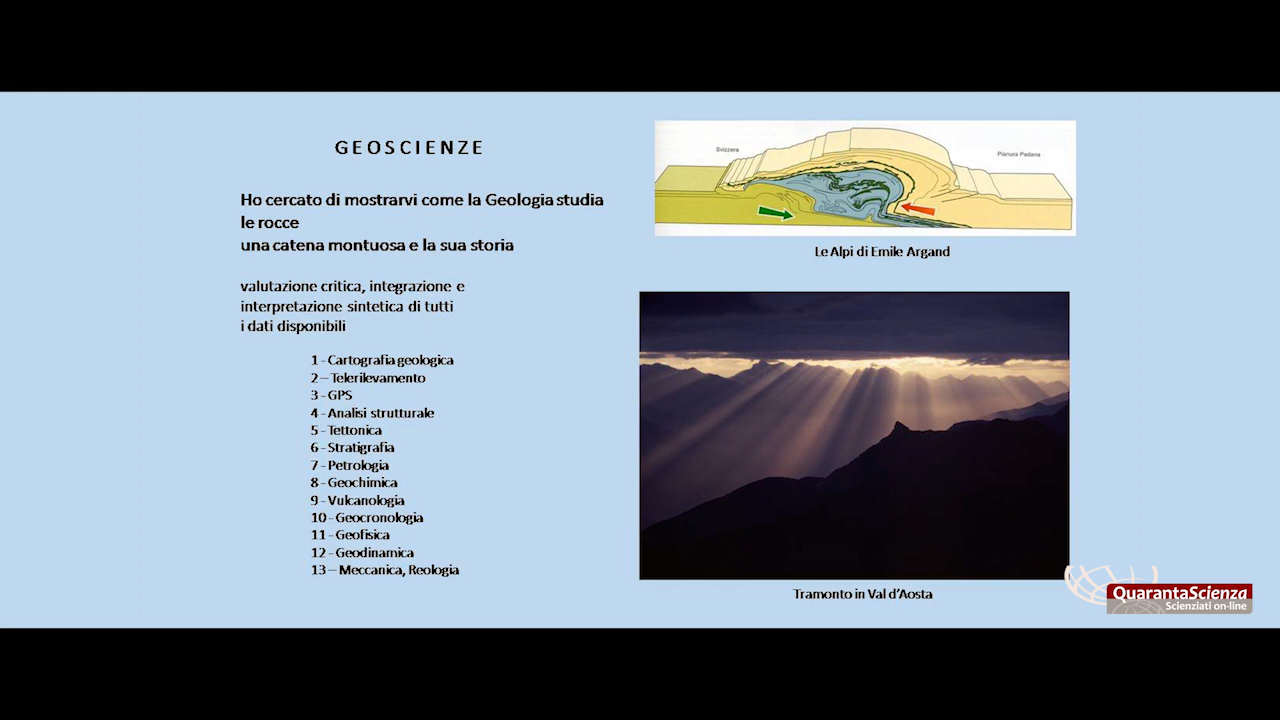 GEOSCIENZE
Ho cercato di mostrarvi come la Geologia studia
le rocce
una catena montuosa e la sua storia
valutazione critica, integrazione e
interpretazione sintetica di tutti
i dati disponibili
1 - Cartografia geologica
2 – Telerilevamento
3 - GPS
4 - Analisi strutturale
5 - Tettonica
6 - Stratigrafia
7 - Petrologia
8 - Geochimica
9 - Vulcanologia
10 - Geocronologia
11 - Geofisica
12 - Geodinamica
13 – Meccanica, Reologia
Svizzera
Pianura Padana
Le Alpi di Emile Argand
Tramonto in Val d'Aosta
QuarantaScienza
Scienziati on-line